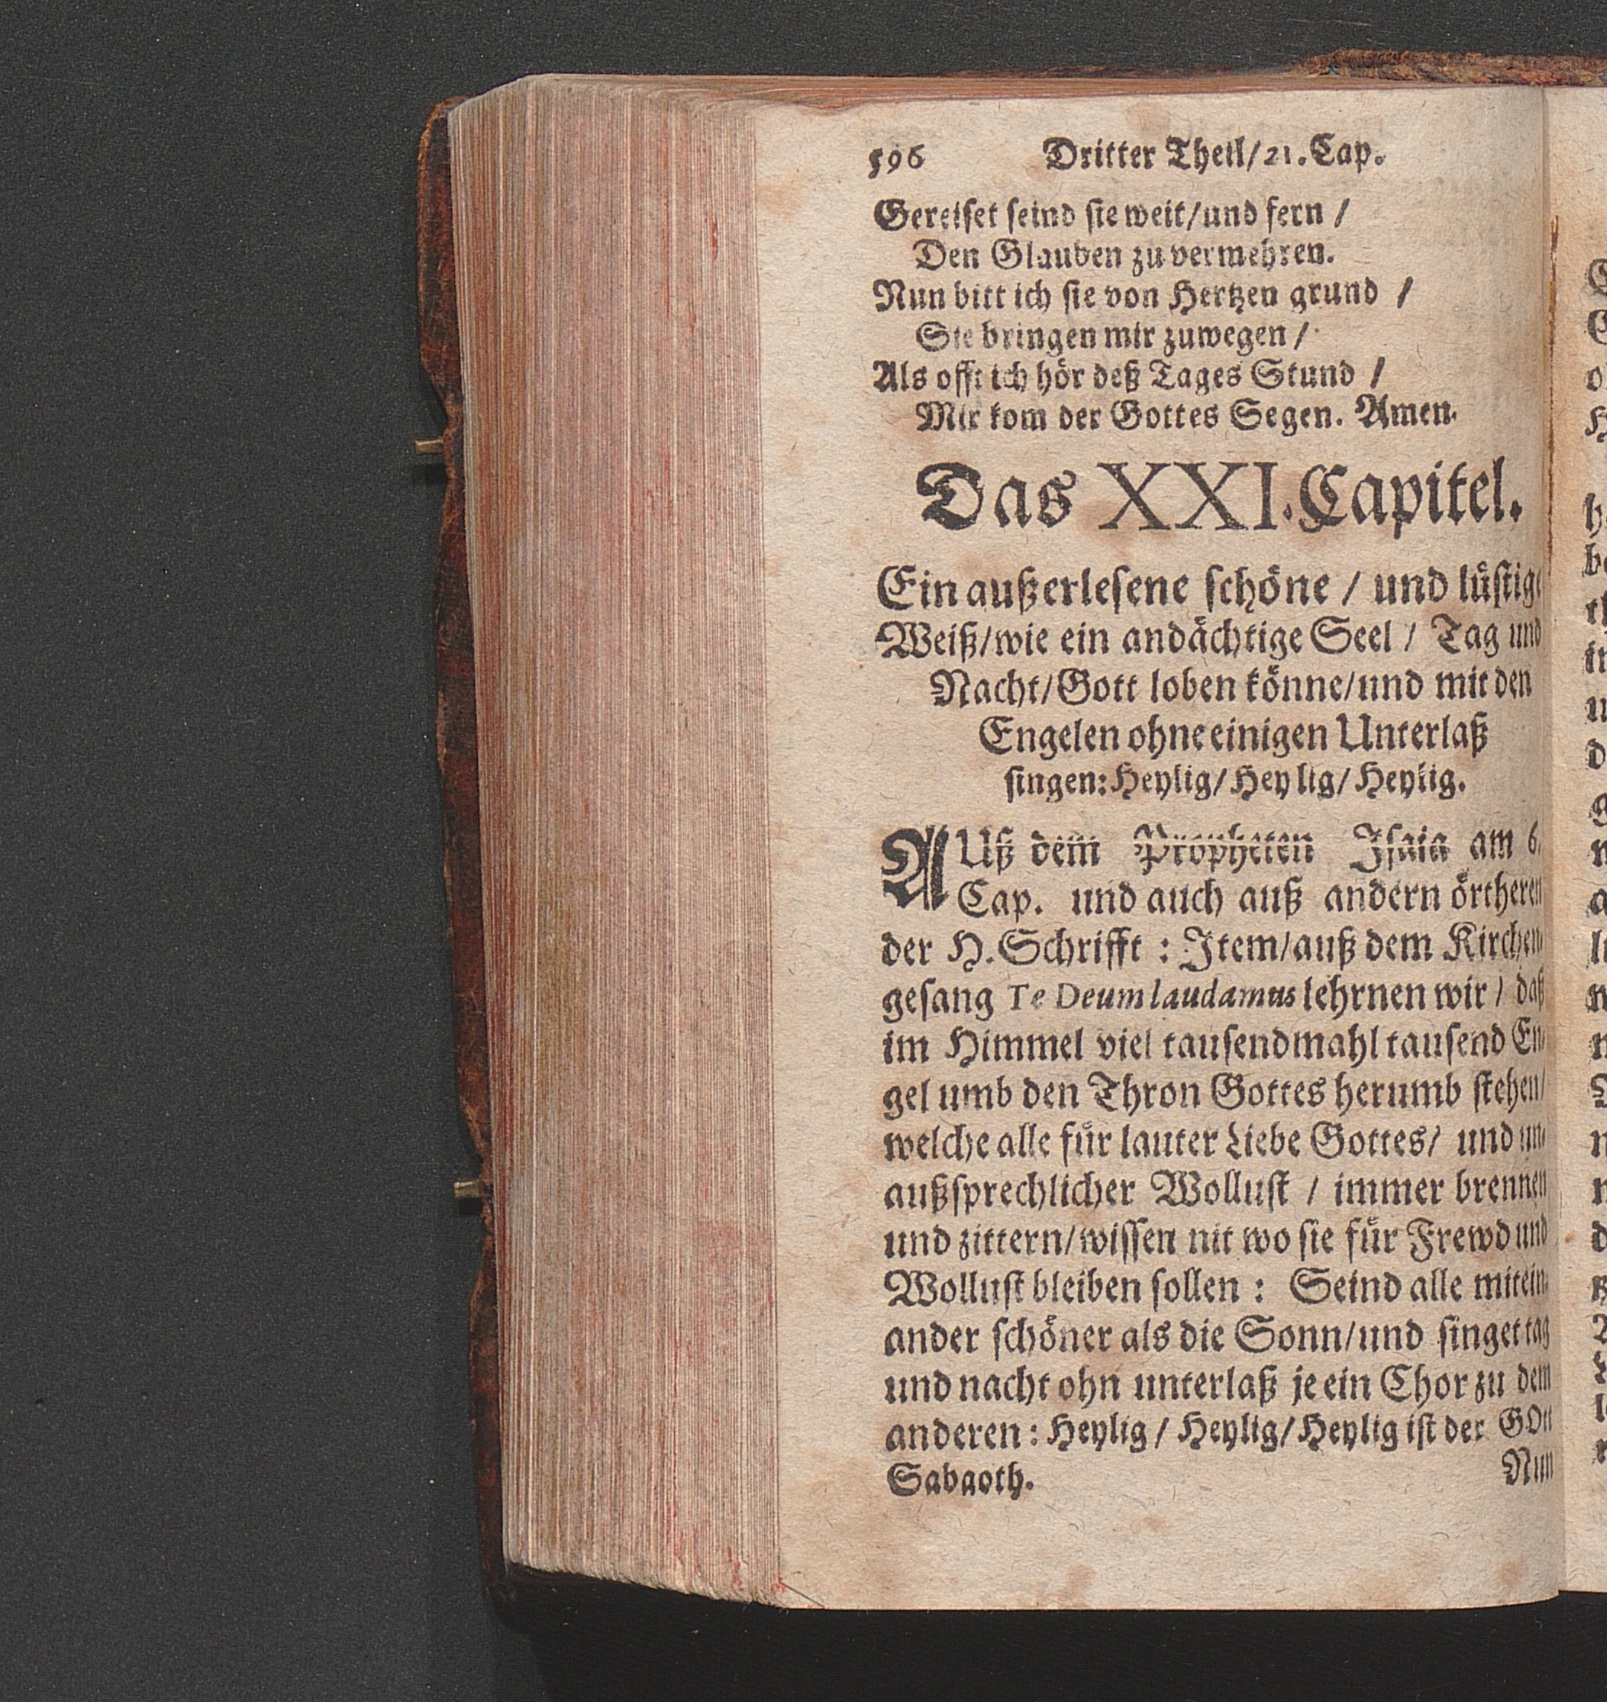 596 Dritter Theil/21. Cap.
Gereiset seind sie weit/und fern /
Den Glauben zu vermehren.
Nun bitt ich sie von Hertzen grund /
Sie bringen mir zuwegen /
Als offt ich hör deß Tages Stund /
Mir kom der Gottes Segen. Amen.
Das XXI. Capitel.
Ein außerlesene schöne / und lüstige
Weiß/wie ein andächtige Seel / Tag und
Nacht/Gott loben könne/und mit den
Engelen ohne einigen Unterlaß
singen: Heylig/ Heylig/ Heylig.
AUß dem Propheten Isaia am 6.
Cap. und auch auß andern örtheren
der H. Schrifft : Item/auß dem Kirchen
gesang Te Deum laudamus lehrnen wir / daß
im Himmel viel tausendmahl tausend En-
gel umb den Thron Gottes herumb stehen/
welche alle für lauter Liebe Gottes/ und un-
außsprechlicher Wollust / immer brennen
und zittern/wissen nit wo sie für Frewd und
Wollust bleiben sollen : Seind alle mitein-
ander schöner als die Sonn/und singet tag
und nacht ohn unterlaß je ein Chor zu dem
anderen : Heylig / Heylig/ Heylig ist der GOtt
Sabaoth. Nun